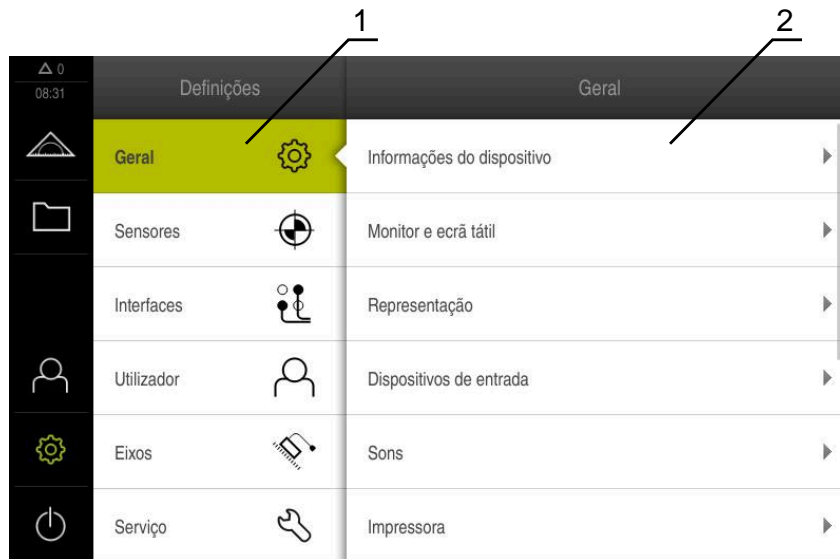 1
2
0
08:31
Definições
Geral
Geral
Informações do dispositivo
Sensores
Monitor e ecrã tátil
Interfaces
Representação
Utilizador
Dispositivos de entrada
Eixos
Sons
Serviço
Impressora